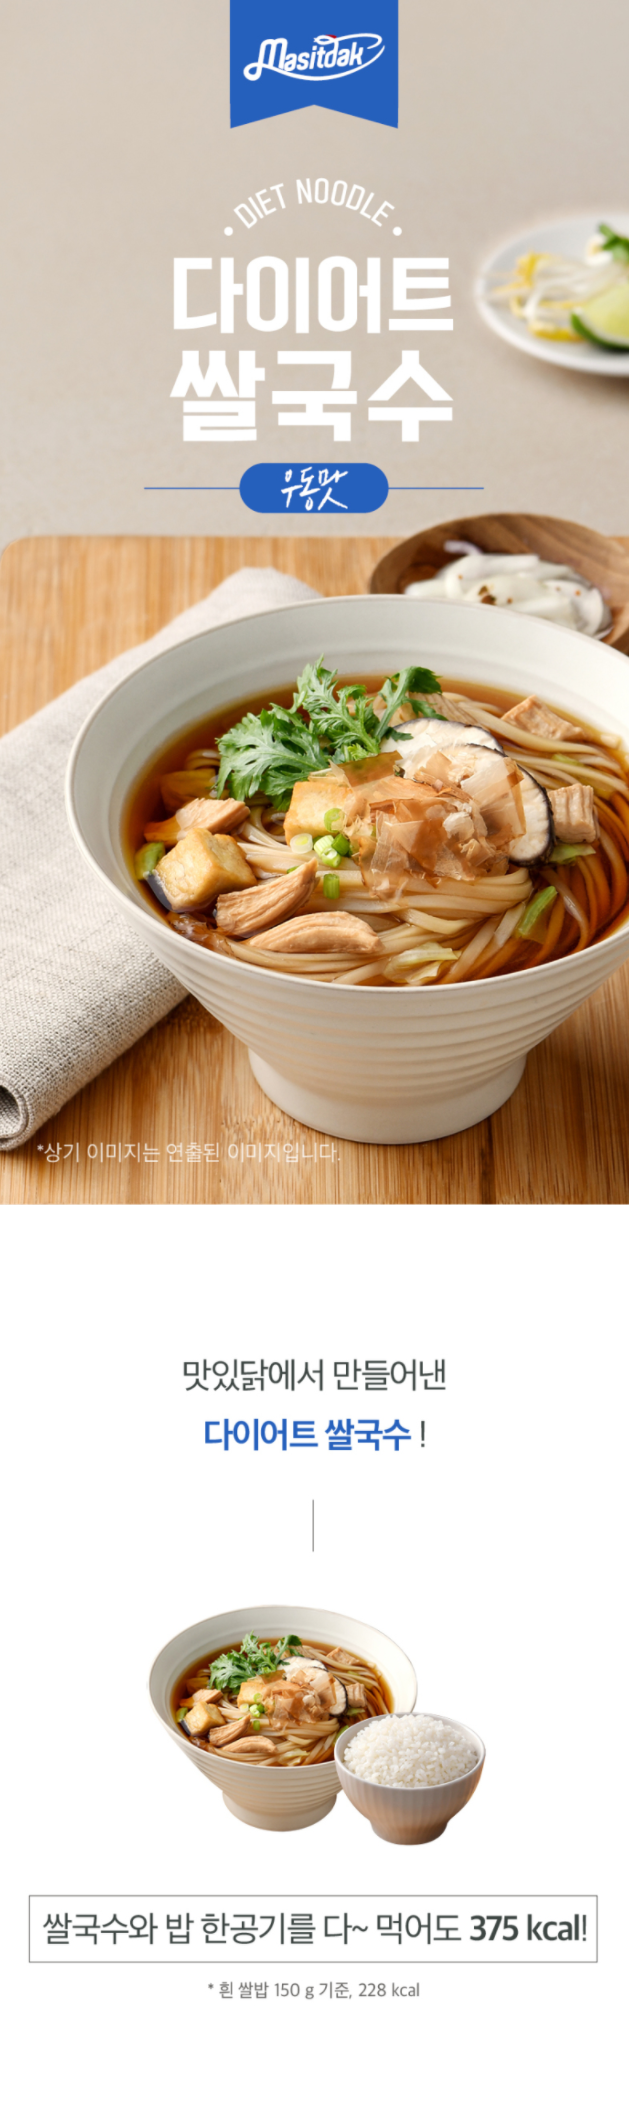 Masitdak
• DIET NOODLE •
다이어트
쌀국수
우동맛
*상기 이미지는 연출된 이미지입니다.
맛있닭에서 만들어낸
다이어트 쌀국수 !
쌀국수와 밥 한공기를 다~ 먹어도 375 kcal!
* 흰 쌀밥 150 g 기준, 228 kcal